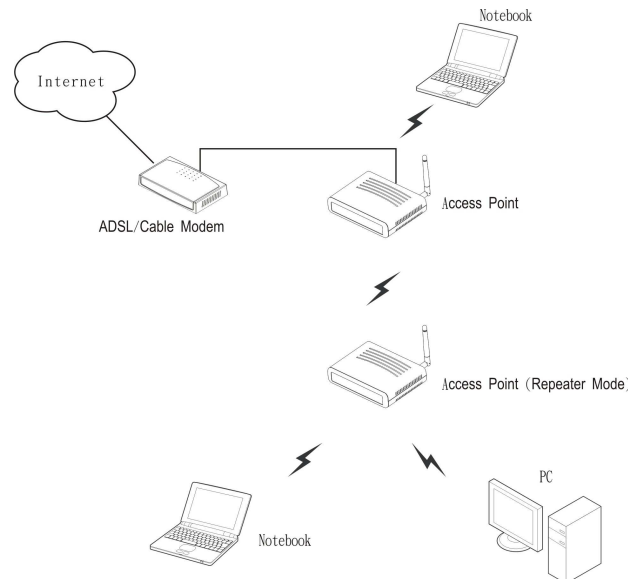 Notebook
Internet
ADSL/Cable Modem
Access Point
Access Point (Repeater Mode)
PC
Notebook